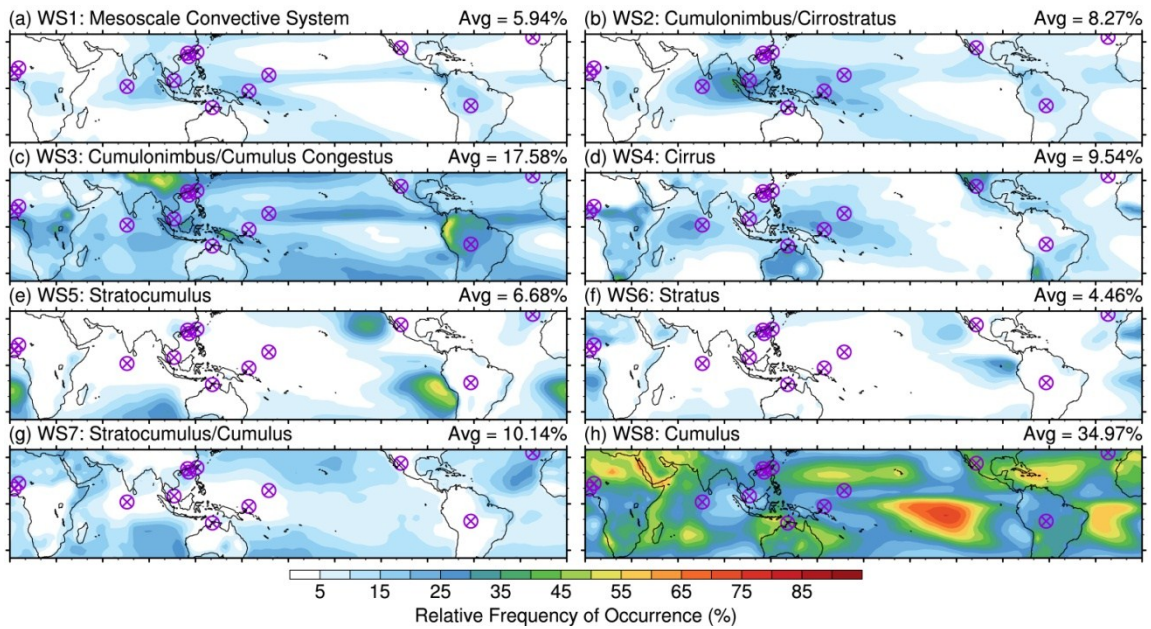 (a) WS1: Mesoscale Convective System Avg = 5.94%
(b) WS2: Cumulonimbus/Cirrostratus Avg = 8.27%
(c) WS3: Cumulonimbus/Cumulus Congestus Avg = 17.58%
(d) WS4: Cirrus Avg = 9.54%
(e) WS5: Stratocumulus Avg = 6.68%
(f) WS6: Stratus Avg = 4.46%
(g) WS7: Stratocumulus/Cumulus Avg = 10.14%
(h) WS8: Cumulus Avg = 34.97%
5 15 25 35 45 55 65 75 85
Relative Frequency of Occurrence (%)